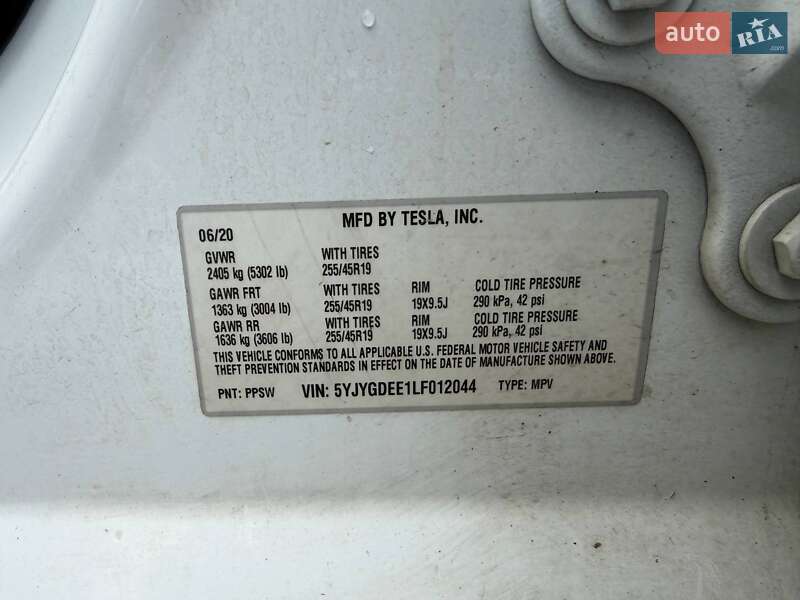 auto RIA.com
MFD BY TESLA, INC.
06/20
GVWR WITH TIRES
2405 kg (5302 lb) 255/45R19
GAWR FRT WITH TIRES RIM COLD TIRE PRESSURE
1363 kg (3004 lb) 255/45R19 19X9.5J 290 kPa, 42 psi
GAWR RR WITH TIRES RIM COLD TIRE PRESSURE
1636 kg (3606 lb) 255/45R19 19X9.5J 290 kPa, 42 psi
THIS VEHICLE CONFORMS TO ALL APPLICABLE U.S. FEDERAL MOTOR VEHICLE SAFETY AND
THEFT PREVENTION STANDARDS IN EFFECT ON THE DATE OF MANUFACTURE SHOWN ABOVE.
PNT: PPSW VIN: 5YJYGDEE1LF012044 TYPE: MPV